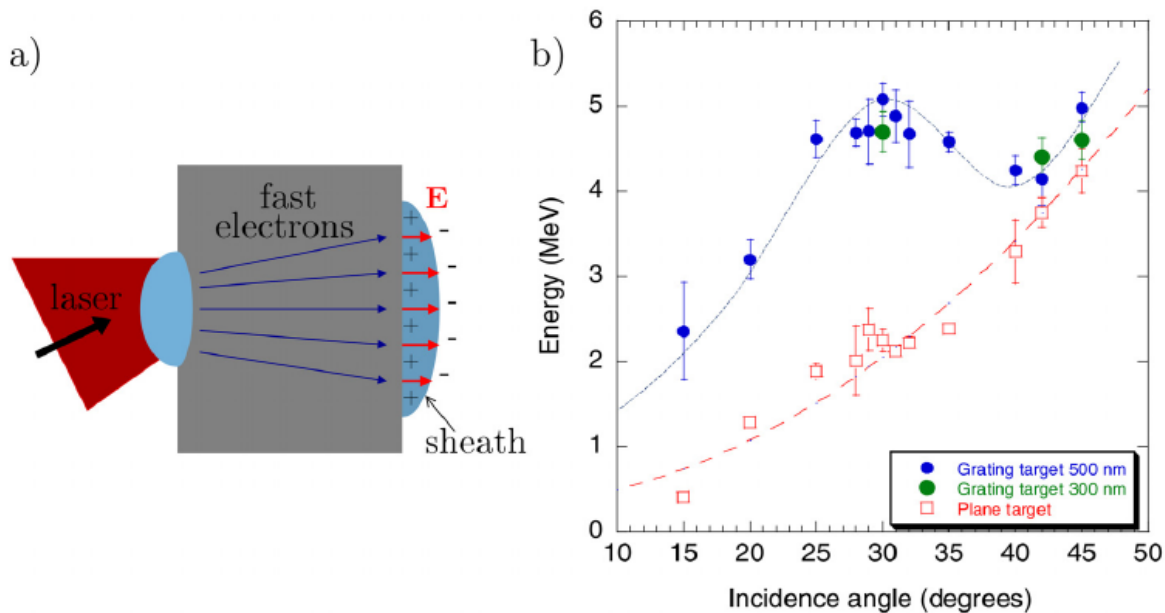 a)
laser
fast
electrons
E
+
-
+
-
+
-
+
-
+
-
+
sheath
b)
Energy (MeV)
6
5
4
3
2
1
0
10 15 20 25 30 35 40 45 50
Incidence angle (degrees)
Grating target 500 nm
Grating target 300 nm
Plane target